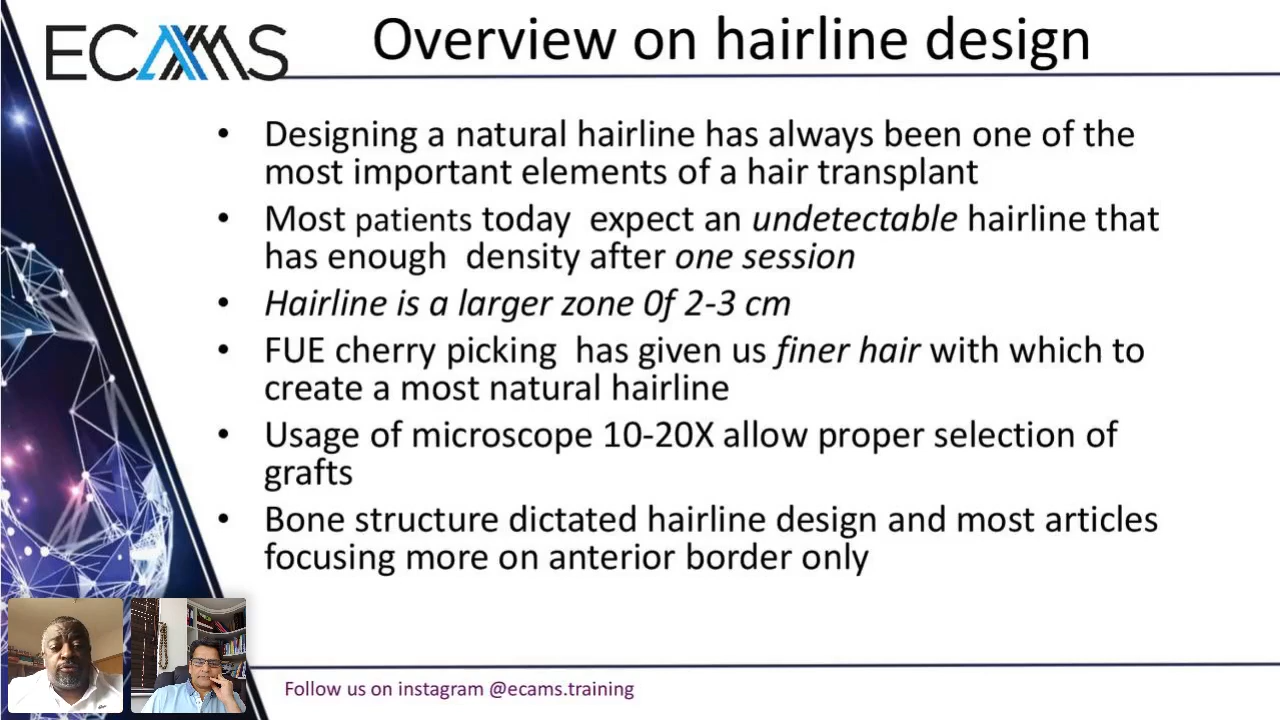 ECAMS
Overview on hairline design
• Designing a natural hairline has always been one of the
most important elements of a hair transplant
• Most patients today expect an undetectable hairline that
has enough density after one session
• Hairline is a larger zone 0f 2-3 cm
• FUE cherry picking has given us finer hair with which to
create a most natural hairline
• Usage of microscope 10-20X allow proper selection of
grafts
• Bone structure dictated hairline design and most articles
focusing more on anterior border only
Follow us on instagram @ecams.training